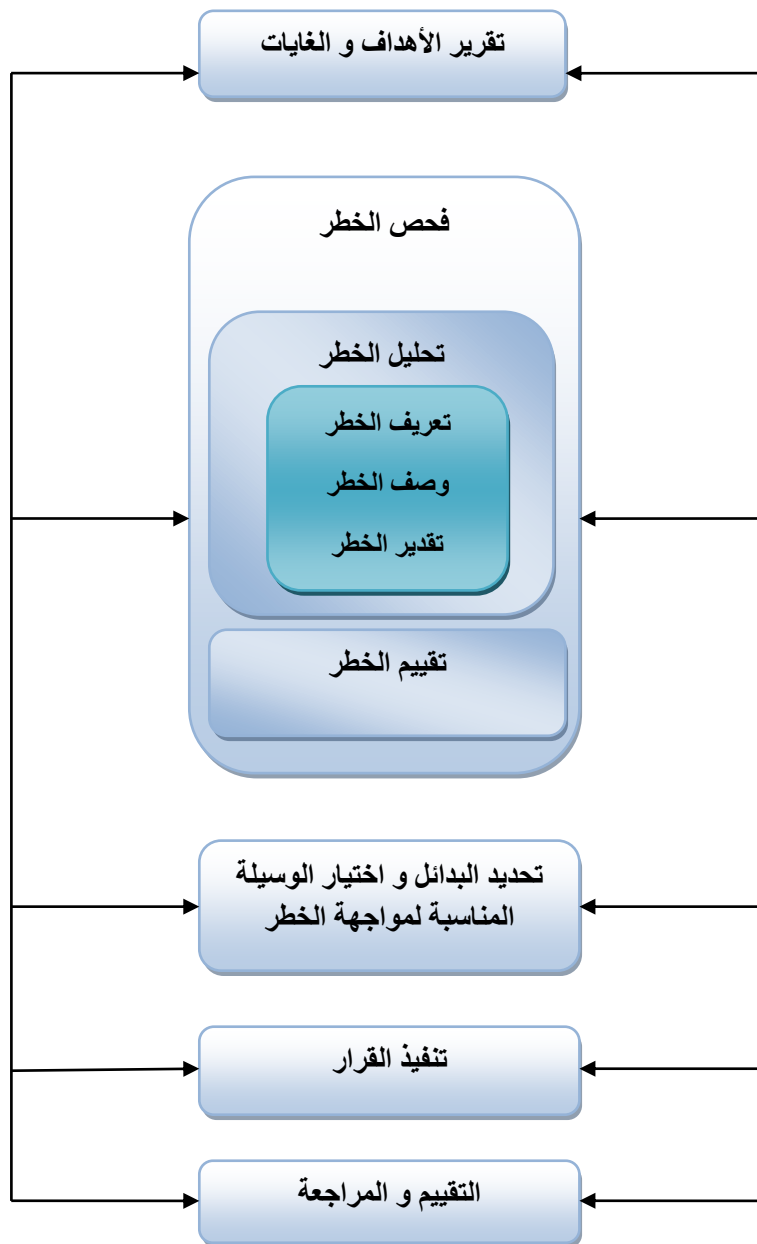 تقرير الأهداف و الغايات
فحص الخطر
تحليل الخطر
تعريف الخطر
وصف الخطر
تقدير الخطر
تقييم الخطر
تحديد البدائل و اختيار الوسيلة
المناسبة لمواجهة الخطر
تنفيذ القرار
التقييم و المراجعة